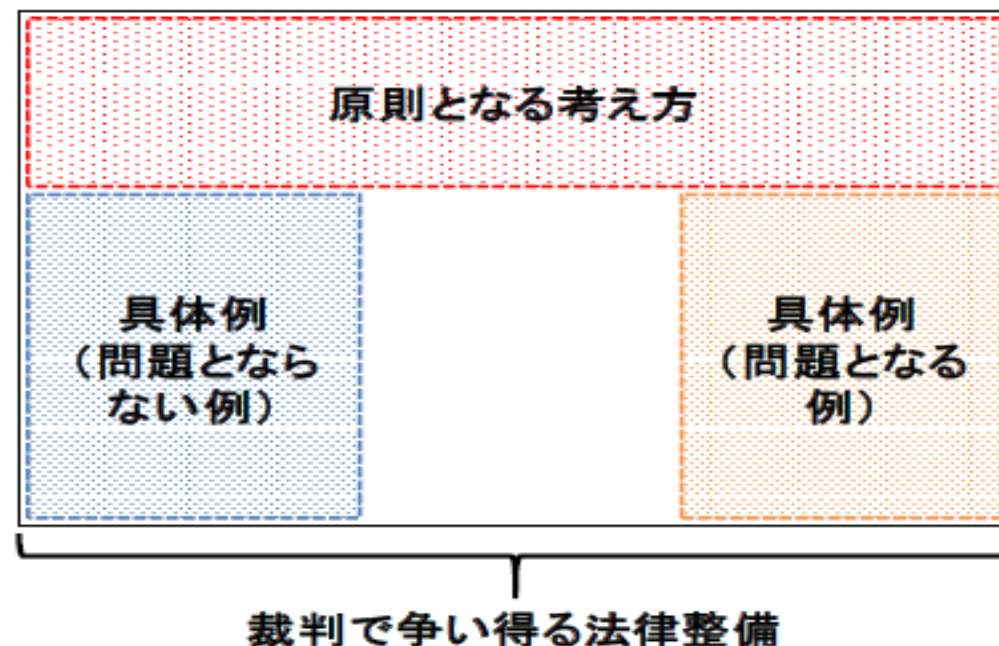 原則となる考え方
具体例
（問題となら
ない例）
具体例
（問題となる
例）
裁判で争い得る法律整備